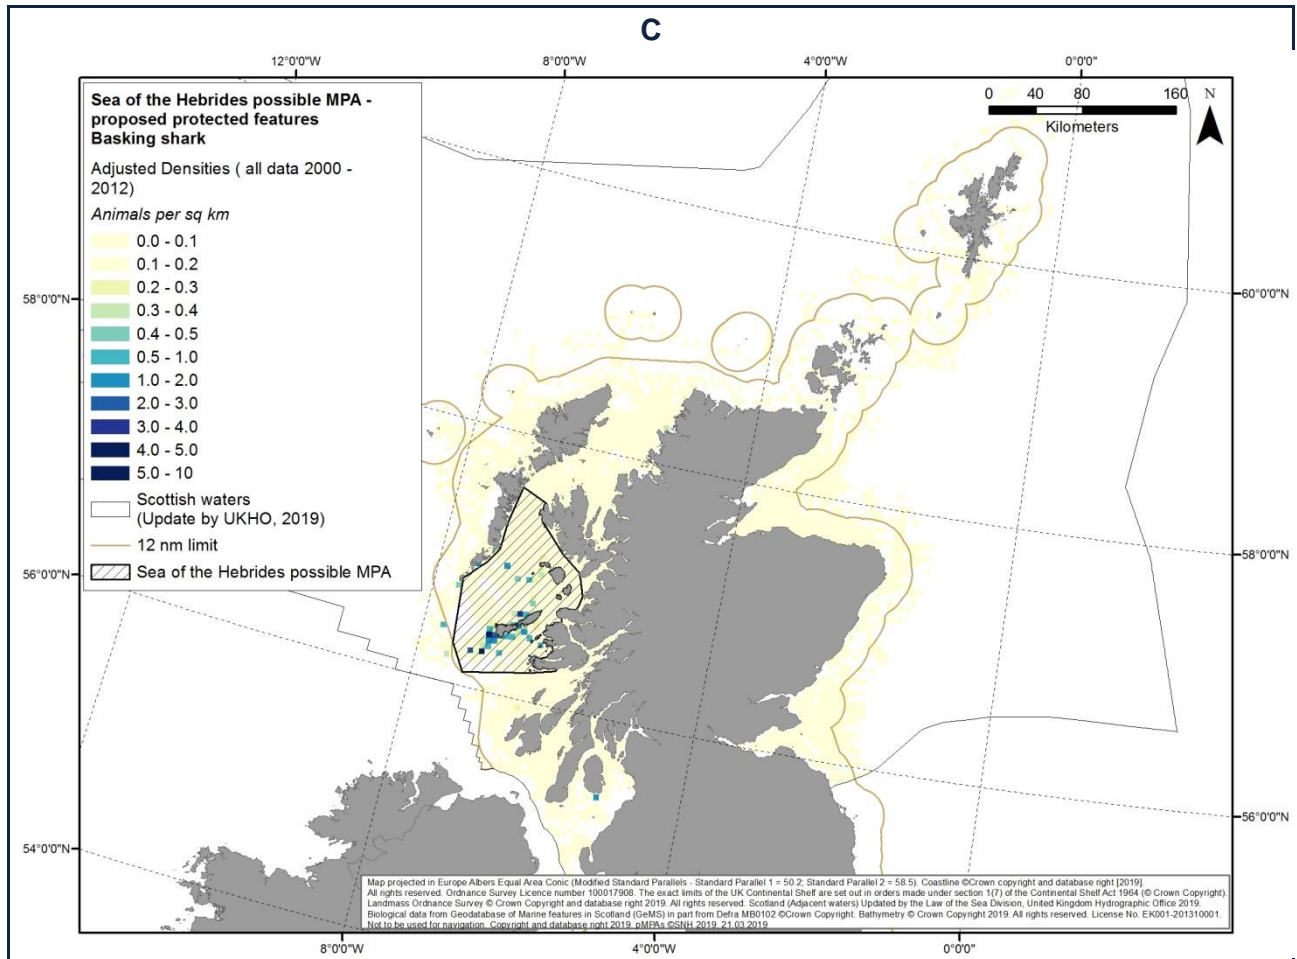 C
12°0'0"W
8°0'0"W
4°0'0"W
0°0'0"
Sea of the Hebrides possible MPA -
proposed protected features
Basking shark
Adjusted Densities ( all data 2000 -
2012)
Animals per sq km
0.0 - 0.1
0.1 - 0.2
0.2 - 0.3
0.3 - 0.4
0.4 - 0.5
0.5 - 1.0
1.0 - 2.0
2.0 - 3.0
3.0 - 4.0
4.0 - 5.0
5.0 - 10
Scottish waters
(Update by UKHO, 2019)
12 nm limit
Sea of the Hebrides possible MPA
0 40 80 160
Kilometers
N
58°0'0"N
56°0'0"N
54°0'0"N
60°0'0"N
58°0'0"N
56°0'0"N
Map projected in Europe Albers Equal Area Conic (Modified Standard Parallels - Standard Parallel 1 = 50.2; Standard Parallel 2 = 58.5). Coastline ©Crown copyright and database right [2019].
All rights reserved. Ordnance Survey Licence number 100017908. The exact limits of the UK Continental Shelf are set out in orders made under section 1(7) of the Continental Shelf Act 1964 (© Crown Copyright).
Landmass Ordnance Survey © Crown Copyright and database right 2019. All rights reserved. Scotland (Adjacent waters) Updated by the Law of the Sea Division, United Kingdom Hydrographic Office 2019.
Biological data from Geodatabase of Marine features in Scotland (GeMS) in part from Defra MB0102 ©Crown Copyright. Bathymetry © Crown Copyright 2019. All rights reserved. License No. EK001-201310001.
Not to be used for navigation. Copyright and database right 2019. pMPAs ©SNH 2019. 21.03.2019
8°0'0"W
4°0'0"W
0°0'0"W